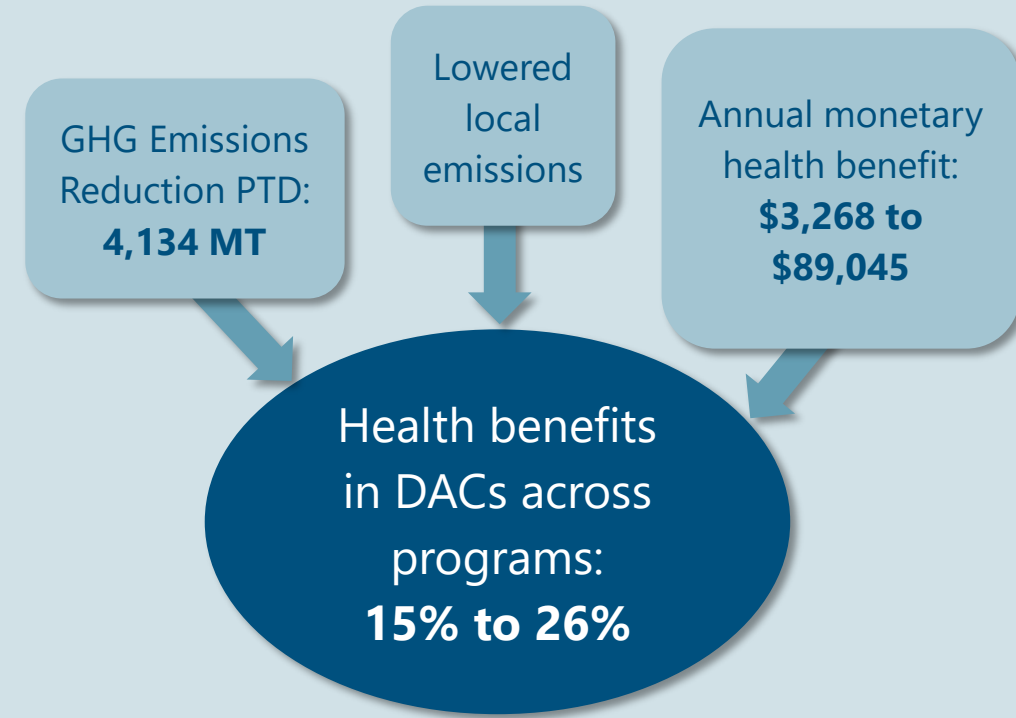 GHG Emissions
Reduction PTD:
4,134 MT
Lowered
local
emissions
Annual monetary
health benefit:
$3,268 to
$89,045
Health benefits
in DACs across
programs:
15% to 26%